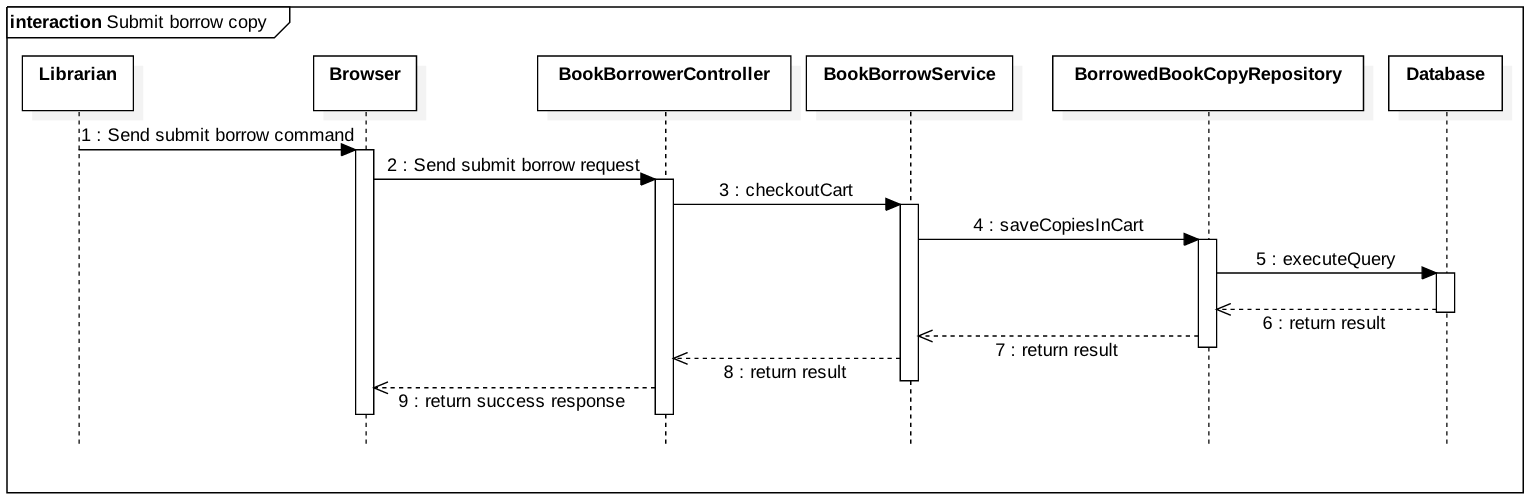 interaction Submit borrow copy
Librarian
Browser
BookBorrowerController
BookBorrowService
BorrowedBookCopyRepository
Database
1 : Send submit borrow command
2 : Send submit borrow request
3 : checkoutCart
4 : saveCopiesInCart
5 : executeQuery
6 : return result
7 : return result
8 : return result
9 : return success response